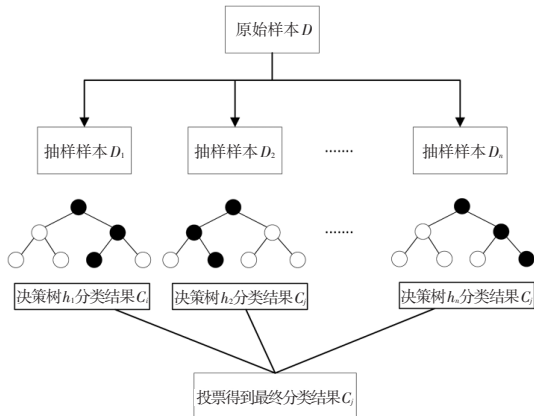 原始样本D
抽样样本D₁
抽样样本D₂
·······
抽样样本Dₙ
·······
决策树h₁分类结果Cᵢ
决策树h₂分类结果Cⱼ
决策树hₙ分类结果Cⱼ
投票得到最终分类结果Cⱼ